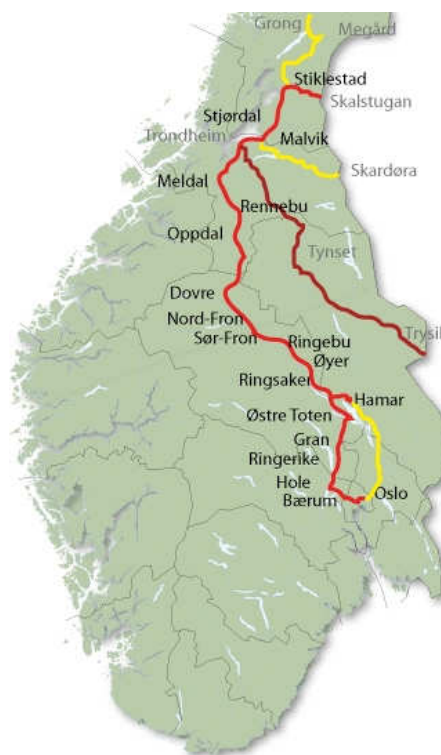 Grong
Megård
Stiklestad
Skalstugan
Stjørdal
Trondheim
Malvik
Skardøra
Meldal
Rennebu
Oppdal
Tynset
Dovre
Nord-Fron
Sør-Fron
Ringebu
Øyer
Trysil
Ringsaker
Hamar
Østre Toten
Gran
Ringerike
Hole
Bærum
Oslo